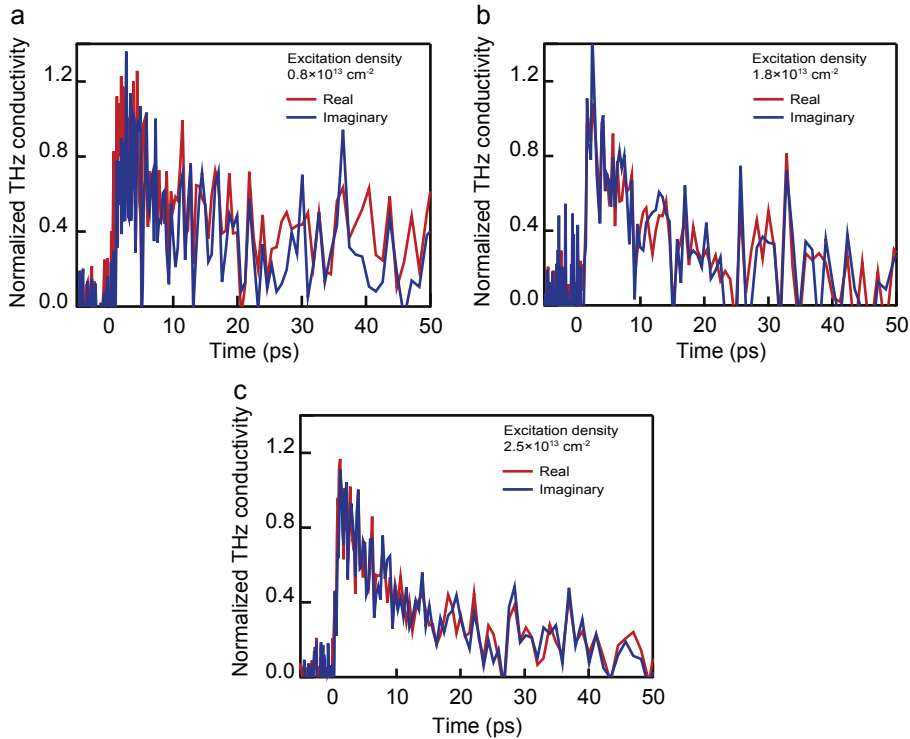 a
Normalized THz conductivity
1.2
0.8
0.4
0.0
Excitation density
0.8×10¹³ cm⁻²
Real
Imaginary
0 10 20 30 40 50
Time (ps)
b
Normalized THz conductivity
1.2
0.8
0.4
0.0
Excitation density
1.8×10¹³ cm⁻²
Real
Imaginary
0 10 20 30 40 50
Time (ps)
c
Normalized THz conductivity
1.2
0.8
0.4
0.0
Excitation density
2.5×10¹³ cm⁻²
Real
Imaginary
0 10 20 30 40 50
Time (ps)